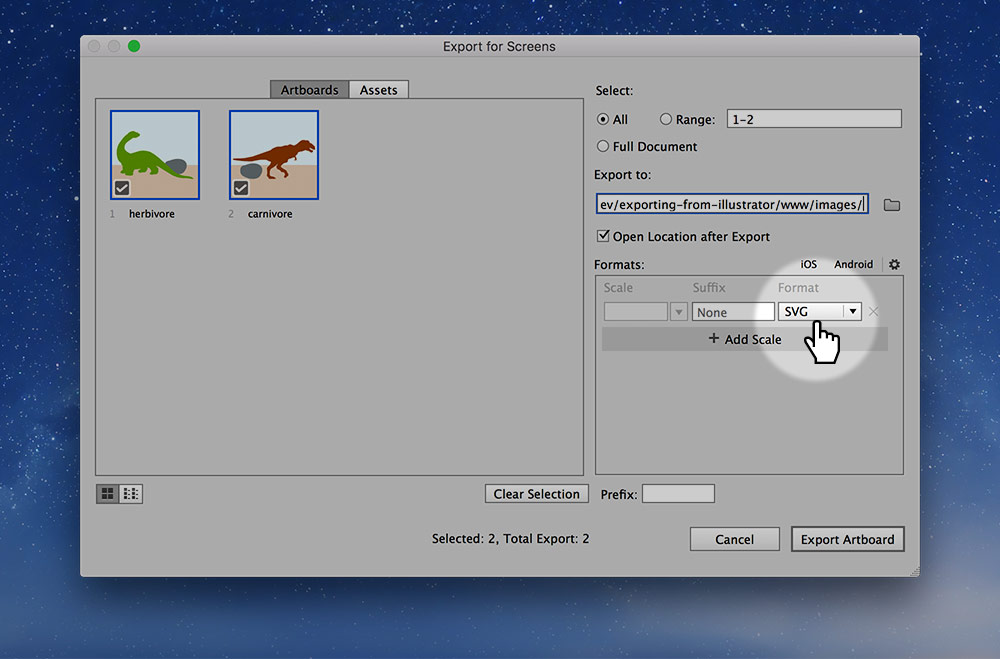 Export for Screens
Artboards Assets
Select:
All Range: 1-2
Full Document
Export to:
ev/exporting-from-illustrator/www/images/
Open Location after Export
Formats: iOS Android
Scale Suffix Format
None SVG
+ Add Scale
1 herbivore 2 carnivore
Clear Selection Prefix:
Selected: 2, Total Export: 2
Cancel Export Artboard